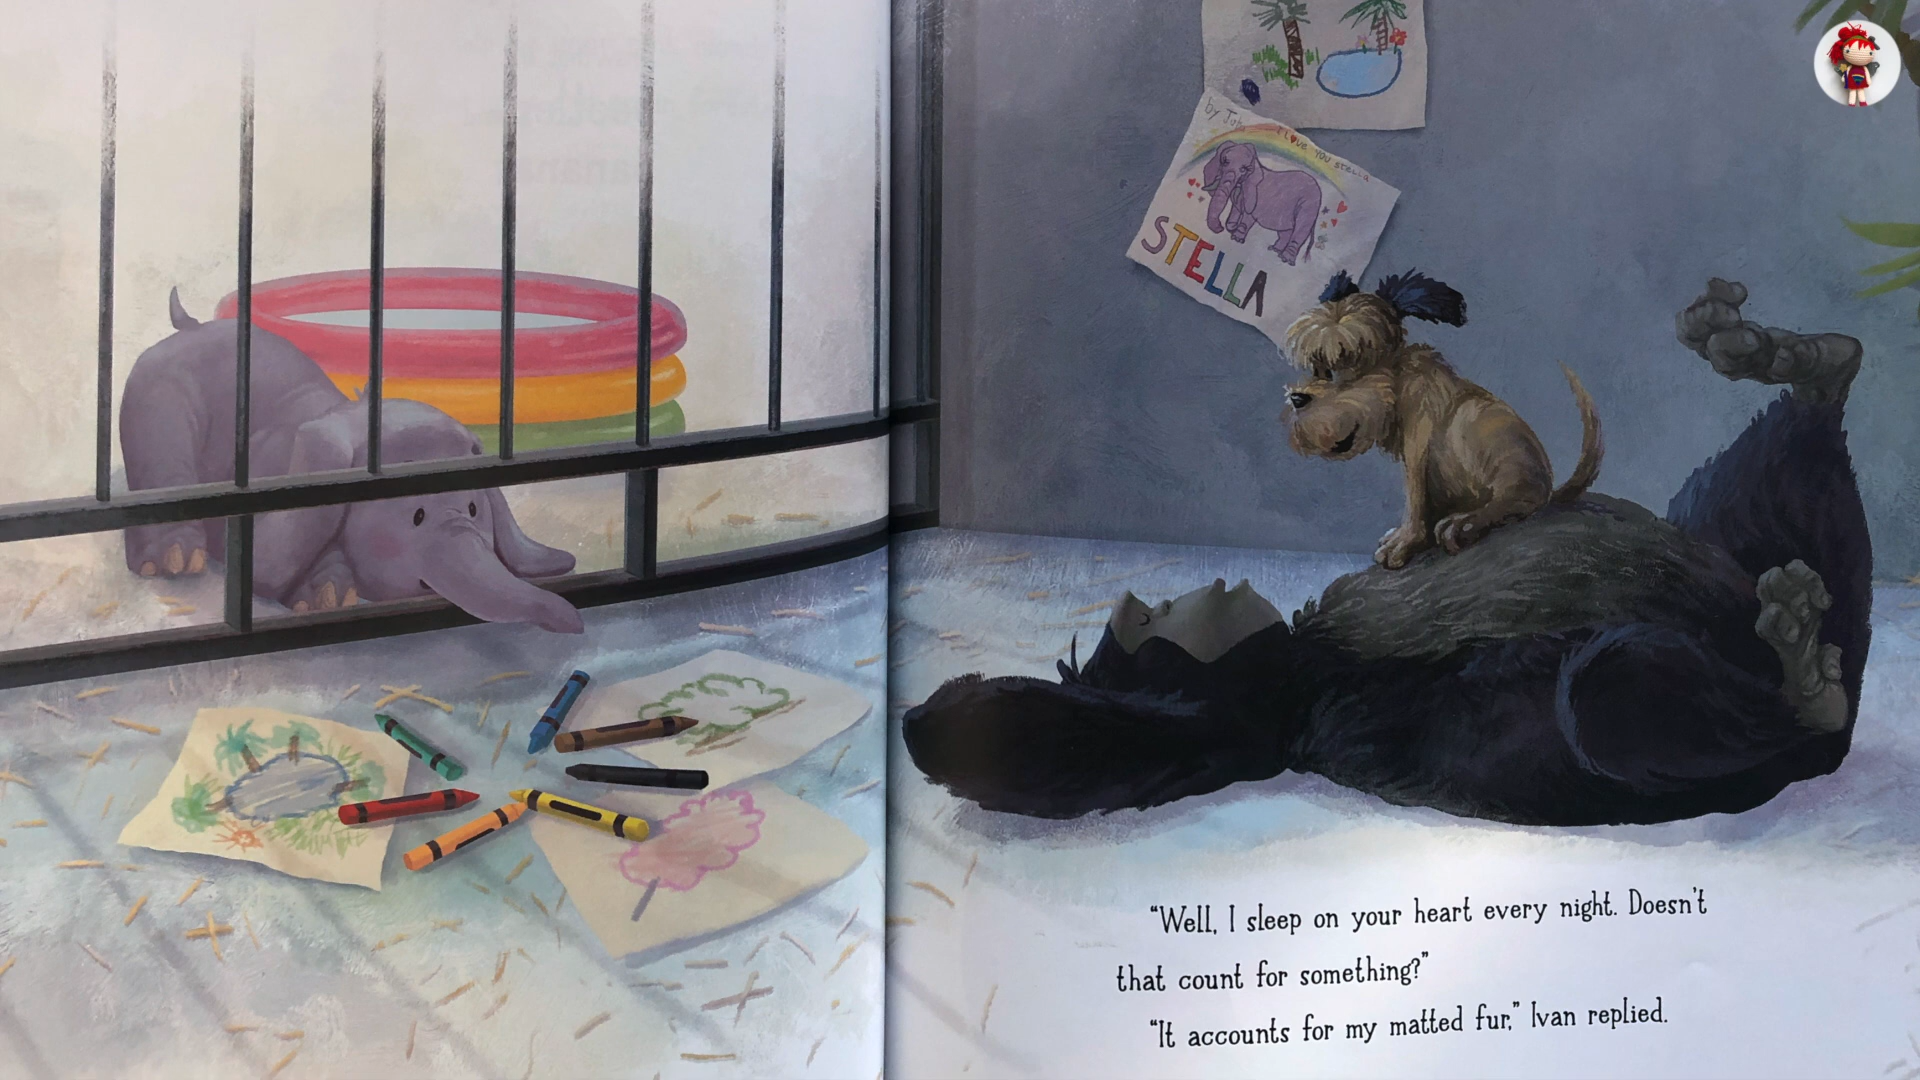 by Julia
I LOVE YOU stella
STELLA
“Well, I sleep on your heart every night. Doesn’t
that count for something?”
“It accounts for my matted fur,” Ivan replied.